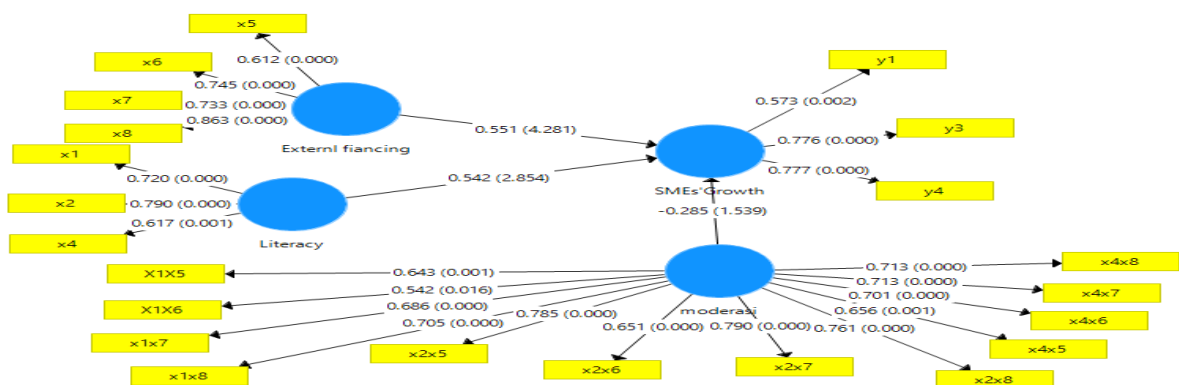 x5
0.612 (0.000)
x6
0.745 (0.000)
x7
0.733 (0.000)
x8
0.863 (0.000)
Externl fiancing
x1
0.720 (0.000)
x2
0.790 (0.000)
x4
0.617 (0.001)
Literacy
0.551 (4.281)
0.542 (2.854)
y1
0.573 (0.002)
y3
0.776 (0.000)
y4
0.777 (0.000)
SMEs'Growth
-0.285 (1.539)
moderasi
X1X5
0.643 (0.001)
X1X6
0.542 (0.016)
x1x7
0.686 (0.000)
x1x8
0.705 (0.000)
x2x5
0.785 (0.000)
x2x6
0.651 (0.000)
x2x7
0.790 (0.000)
x2x8
0.761 (0.000)
x4x5
0.656 (0.001)
x4x6
0.701 (0.000)
x4x7
0.713 (0.000)
x4x8
0.713 (0.000)